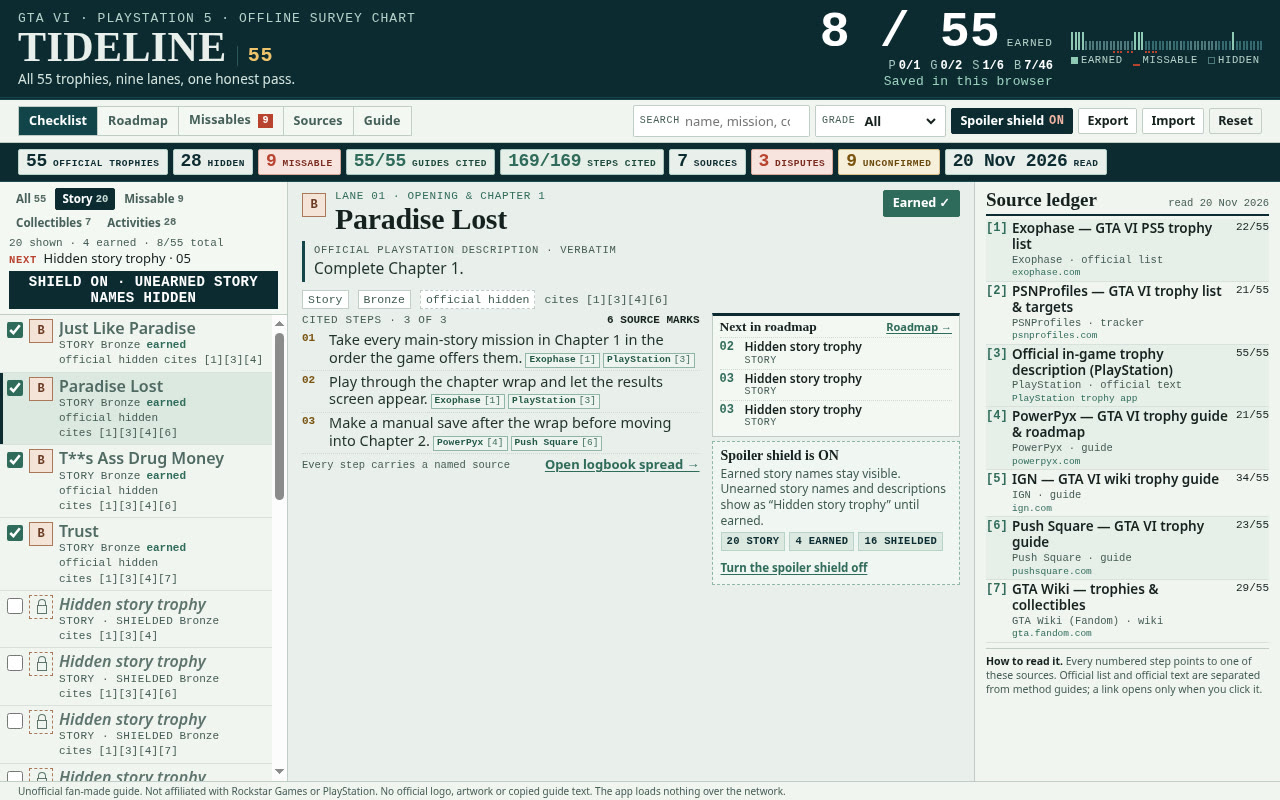 GTA VI · PLAYSTATION 5 · OFFLINE SURVEY CHART
TIDELINE 55
All 55 trophies, nine lanes, one honest pass.
8 / 55 EARNED
P 0/1 G 0/2 S 1/6 B 7/46
Saved in this browser
EARNED MISSABLE HIDDEN
Checklist Roadmap Missables 9 Sources Guide
SEARCH name, mission, cc
GRADE All
Spoiler shield ON
Export
Import
Reset
55 OFFICIAL TROPHIES
28 HIDDEN
9 MISSABLE
55/55 GUIDES CITED
169/169 STEPS CITED
7 SOURCES
3 DISPUTES
9 UNCONFIRMED
20 Nov 2026 READ
All 55 Story 20 Missable 9
Collectibles 7 Activities 28
20 shown · 4 earned · 8/55 total
NEXT Hidden story trophy · 05
SHIELD ON · UNEARNED STORY
NAMES HIDDEN
B Just Like Paradise
STORY Bronze earned
official hidden cites [1][3][4]
B Paradise Lost
STORY Bronze earned
official hidden
cites [1][3][4][6]
B T**s Ass Drug Money
STORY Bronze earned
official hidden
cites [1][3][4][6]
B Trust
STORY Bronze earned
official hidden
cites [1][3][4][7]
Hidden story trophy
STORY · SHIELDED Bronze
cites [1][3][4]
Hidden story trophy
STORY · SHIELDED Bronze
cites [1][3][4][6]
Hidden story trophy
STORY · SHIELDED Bronze
cites [1][3][4][7]
Hidden story trophy
B LANE 01 · OPENING & CHAPTER 1
Paradise Lost
Earned ✓
OFFICIAL PLAYSTATION DESCRIPTION · VERBATIM
Complete Chapter 1.
Story Bronze official hidden cites [1][3][4][6]
CITED STEPS · 3 OF 3 6 SOURCE MARKS
01 Take every main-story mission in Chapter 1 in the
order the game offers them. Exophase [1] PlayStation [3]
02 Play through the chapter wrap and let the results
screen appear. Exophase [1] PlayStation [3]
03 Make a manual save after the wrap before moving
into Chapter 2. PowerPyx [4] Push Square [6]
Every step carries a named source Open logbook spread →
Next in roadmap Roadmap →
02 Hidden story trophy
STORY
03 Hidden story trophy
STORY
03 Hidden story trophy
STORY
Spoiler shield is ON
Earned story names stay visible.
Unearned story names and descriptions
show as “Hidden story trophy” until
earned.
20 STORY 4 EARNED 16 SHIELDED
Turn the spoiler shield off
Source ledger read 20 Nov 2026
[1] Exophase — GTA VI PS5 trophy 22/55
list
Exophase · official list
exophase.com
[2] PSNProfiles — GTA VI trophy list 21/55
& targets
PSNProfiles · tracker
psnprofiles.com
[3] Official in-game trophy 55/55
description (PlayStation)
PlayStation · official text
PlayStation trophy app
[4] PowerPyx — GTA VI trophy guide 21/55
& roadmap
PowerPyx · guide
powerpyx.com
[5] IGN — GTA VI wiki trophy guide 34/55
IGN · guide
ign.com
[6] Push Square — GTA VI trophy 23/55
guide
Push Square · guide
pushsquare.com
[7] GTA Wiki — trophies & 29/55
collectibles
GTA Wiki (Fandom) · wiki
gta.fandom.com
How to read it. Every numbered step points to one of
these sources. Official list and official text are separated
from method guides; a link opens only when you click it.
Unofficial fan-made guide. Not affiliated with Rockstar Games or PlayStation. No official logo, artwork or copied guide text. The app loads nothing over the network.